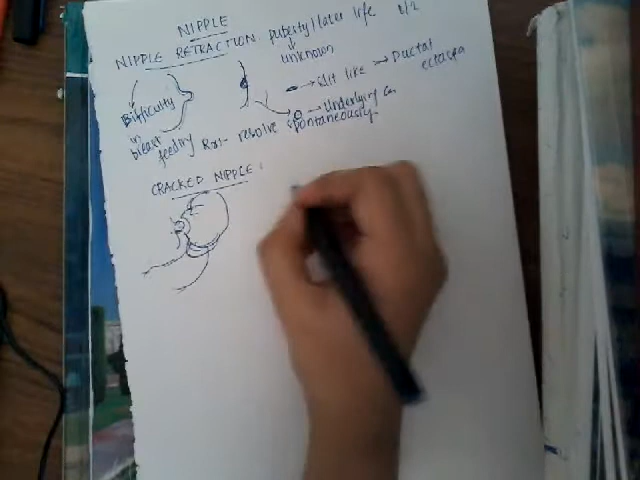 NIPPLE
NIPPLE RETRACTION: puberty/later life
unknown
Difficulty in breast feeding
slit like → Ductal ectasia
→ Underlying Ca
Rx:- resolve spontaneously
CRACKED NIPPLE :